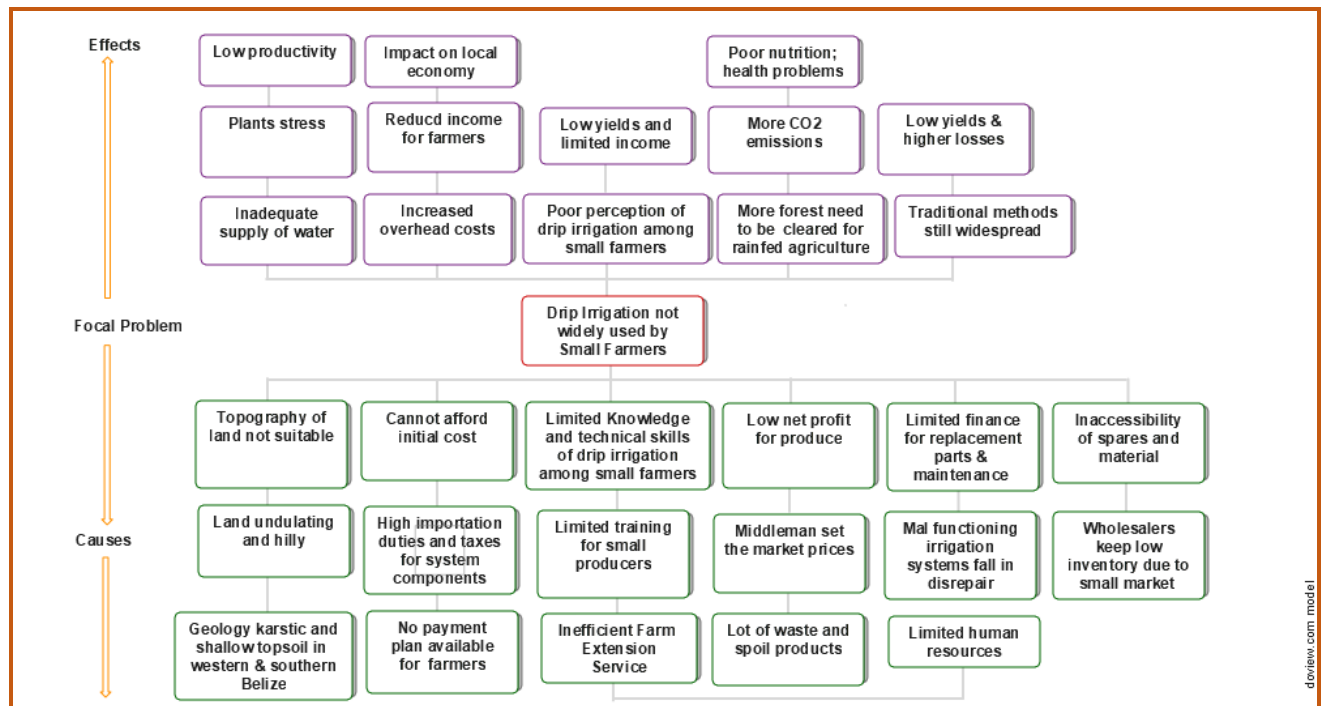 Effects
Low productivity
Impact on local
economy
Poor nutrition;
health problems
Plants stress
Reducd income
for farmers
Low yields and
limited income
More CO2
emissions
Low yields &
higher losses
Inadequate
supply of water
Increased
overhead costs
Poor perception of
drip irrigation among
small farmers
More forest need
to be cleared for
rainfed agriculture
Traditional methods
still widespread
Focal Problem
Drip Irrigation not
widely used by
Small Farmers
Topography of
land not suitable
Cannot afford
initial cost
Limited Knowledge
and technical skills
of drip irrigation
among small farmers
Low net profit
for produce
Limited finance
for replacement
parts &
maintenance
Inaccessibility
of spares and
material
Causes
Land undulating
and hilly
High importation
duties and taxes
for system
components
Limited training
for small
producers
Middleman set
the market prices
Mal functioning
irrigation
systems fall in
disrepair
Wholesalers
keep low
inventory due to
small market
Geology karstic and
shallow topsoil in
western & southern
Belize
No payment
plan available
for farmers
Inefficient Farm
Extension
Service
Lot of waste and
spoil products
Limited human
resources
doview.com model